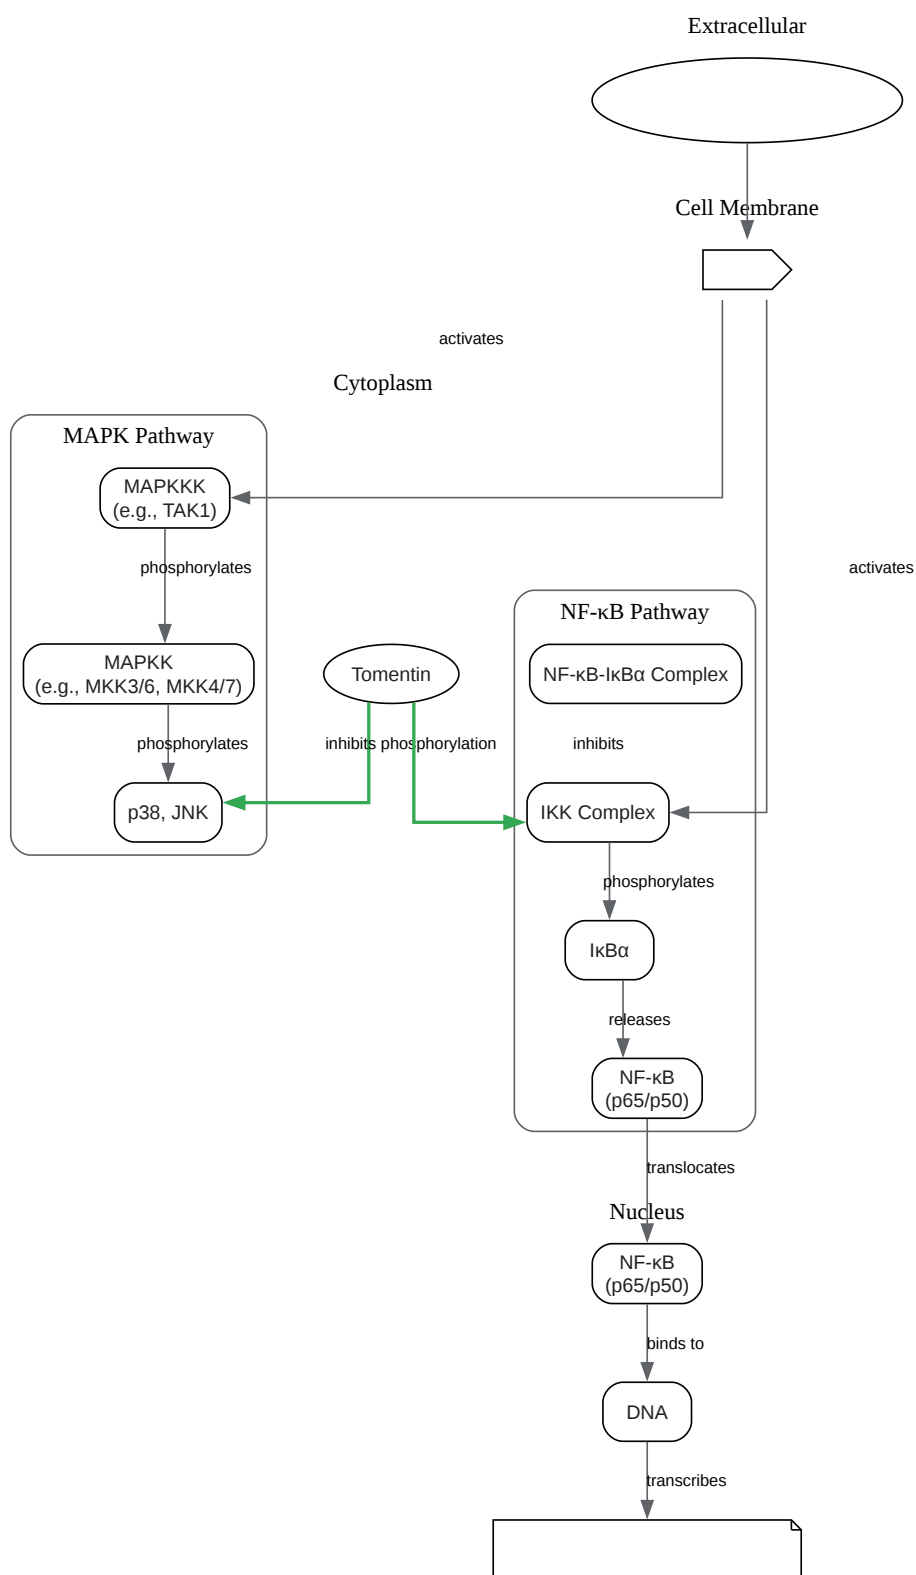 Extracellular
Cell Membrane
activates
Cytoplasm
MAPK Pathway
MAPKKK
(e.g., TAK1)
phosphorylates
activates
NF-κB Pathway
MAPKK
(e.g., MKK3/6, MKK4/7)
Tomentin
NF-κB-IκBα Complex
phosphorylates
inhibits phosphorylation
inhibits
p38, JNK
IKK Complex
phosphorylates
IκBα
releases
NF-κB
(p65/p50)
translocates
Nucleus
NF-κB
(p65/p50)
binds to
DNA
transcribes